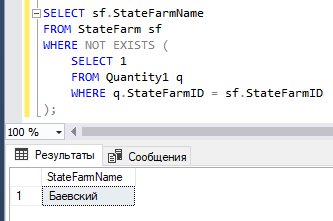 SELECT sf.StateFarmName
FROM StateFarm sf
WHERE NOT EXISTS (
SELECT 1
FROM Quantity1 q
WHERE q.StateFarmID = sf.StateFarmID
);
100 %
Результаты Сообщения
StateFarmName
1 Баевский